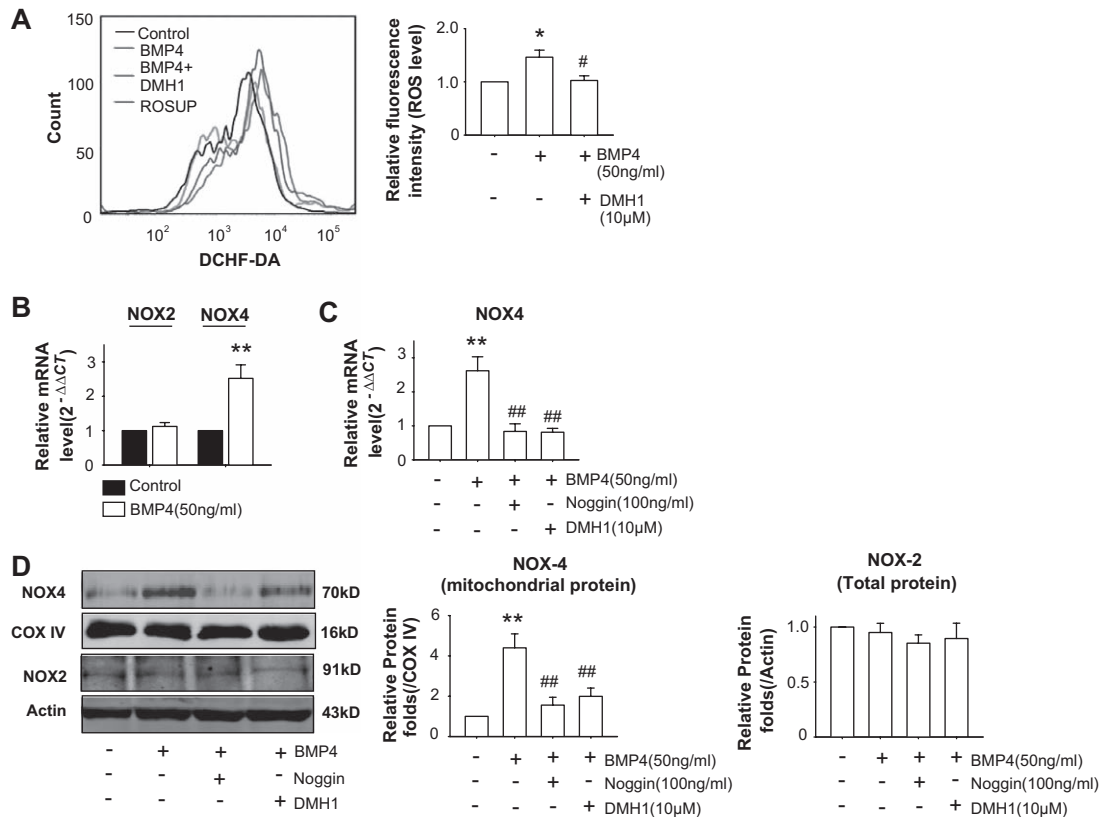 A
150
100
50
0
Count
Control
BMP4
BMP4+
DMH1
ROSUP
10² 10³ 10⁴ 10⁵
DCHF-DA
Relative fluorescence
intensity (ROS level)
2.0
1.0
0
*
#
- + + BMP4
(50ng/ml)
- - + DMH1
(10µM)
B
NOX2 NOX4
Relative mRNA
level(2^-ΔΔCT)
3
2
1
0
**
Control
BMP4(50ng/ml)
C
NOX4
Relative mRNA
level(2^-ΔΔCT)
3
2
1
0
**
##
##
- + + + BMP4(50ng/ml)
- - + - Noggin(100ng/ml)
- - - + DMH1(10µM)
D
NOX4 70kD
COX IV 16kD
NOX2 91kD
Actin 43kD
- + + + BMP4
- - + - Noggin
- - - + DMH1
NOX-4
(mitochondrial protein)
Relative Protein
folds(/COX IV)
6
4
2
0
**
##
##
- + + + BMP4(50ng/ml)
- - + - Noggin(100ng/ml)
- - - + DMH1(10µM)
NOX-2
(Total protein)
Relative Protein
folds(/Actin)
1.0
0.5
0
- + + + BMP4(50ng/ml)
- - + - Noggin(100ng/ml)
- - - + DMH1(10µM)